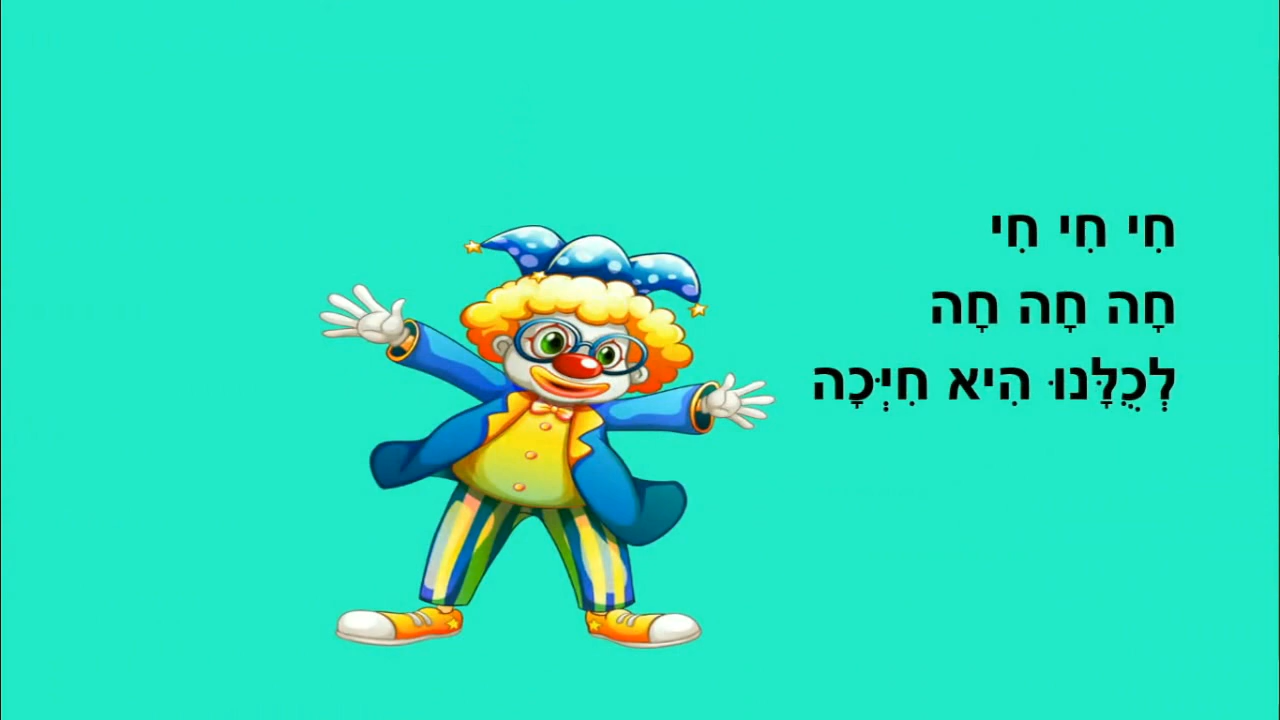 חִי חִי חִי
חָה חָה חָה
לְכֻלָּנוּ הִיא חִיְּכָה